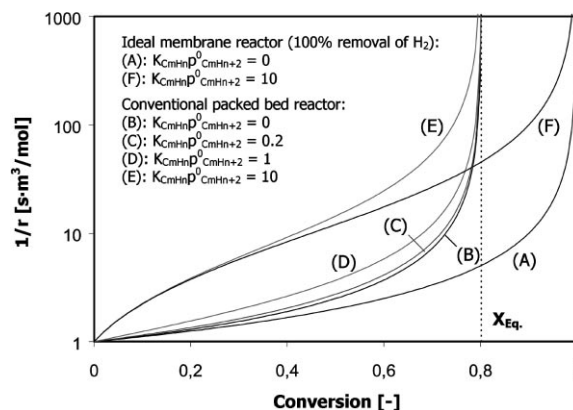 1000
100
10
1
1/r [s·m³/mol]
Ideal membrane reactor (100% removal of H₂):
(A): K_CmHn p⁰_CmHn+2 = 0
(F): K_CmHn p⁰_CmHn+2 = 10
Conventional packed bed reactor:
(B): K_CmHn p⁰_CmHn+2 = 0
(C): K_CmHn p⁰_CmHn+2 = 0.2
(D): K_CmHn p⁰_CmHn+2 = 1
(E): K_CmHn p⁰_CmHn+2 = 10
(E)
(F)
(C)
(D)
(B)
(A)
X_Eq.
0 0,2 0,4 0,6 0,8
Conversion [-]